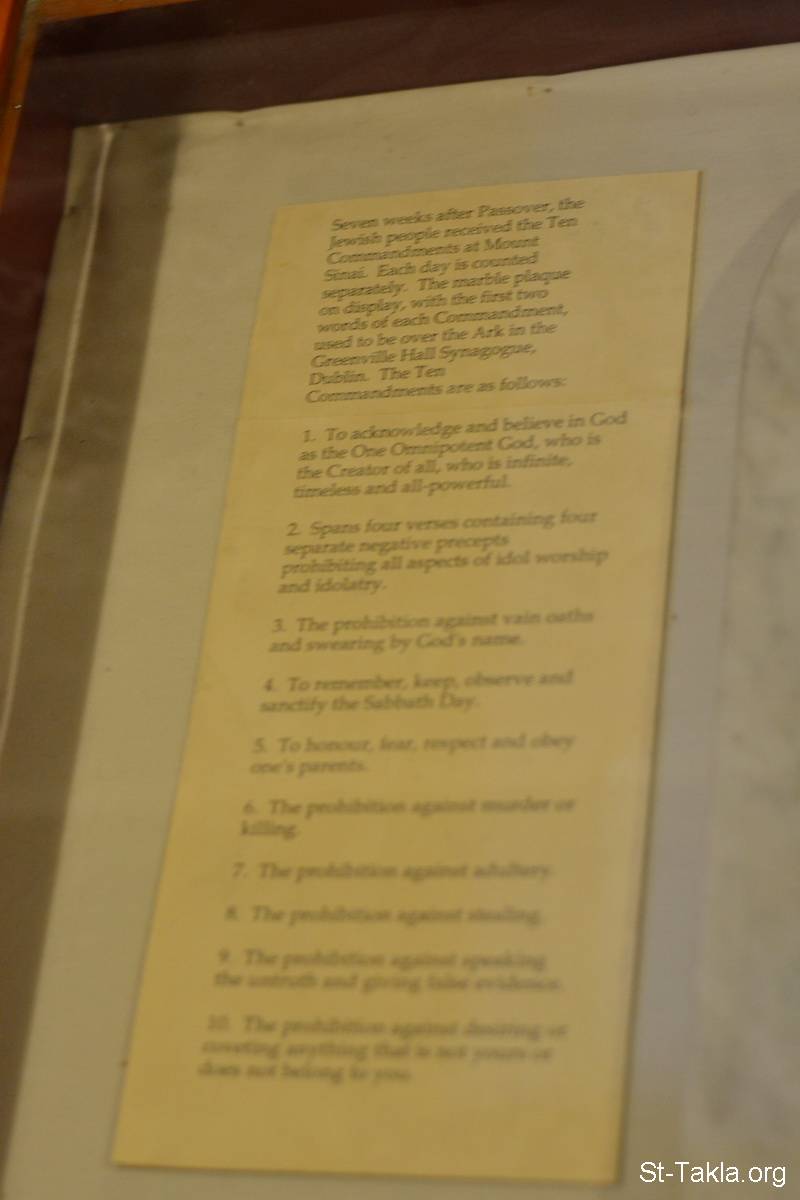 Seven weeks after Passover, the
Jewish people received the Ten
Commandments at Mount
Sinai. Each day is counted
separately. The marble plaque
on display, with the first two
words of each Commandment,
used to be over the Ark in the
Greenville Hall Synagogue,
Dublin. The Ten
Commandments are as follows:
1. To acknowledge and believe in God
as the One Omnipotent God, who is
the Creator of all, who is infinite,
timeless and all-powerful.
2. Spans four verses containing four
separate negative precepts
prohibiting all aspects of idol worship
and idolatry.
3. The prohibition against vain oaths
and swearing by God's name.
4. To remember, keep, observe and
sanctify the Sabbath Day.
5. To honour, fear, respect and obey
one's parents.
6. The prohibition against murder or
killing.
7. The prohibition against adultery.
8. The prohibition against stealing.
9. The prohibition against speaking
the untruth and giving false evidence.
10. The prohibition against desiring or
coveting anything that is not yours or
does not belong to you.
St-Takla.org